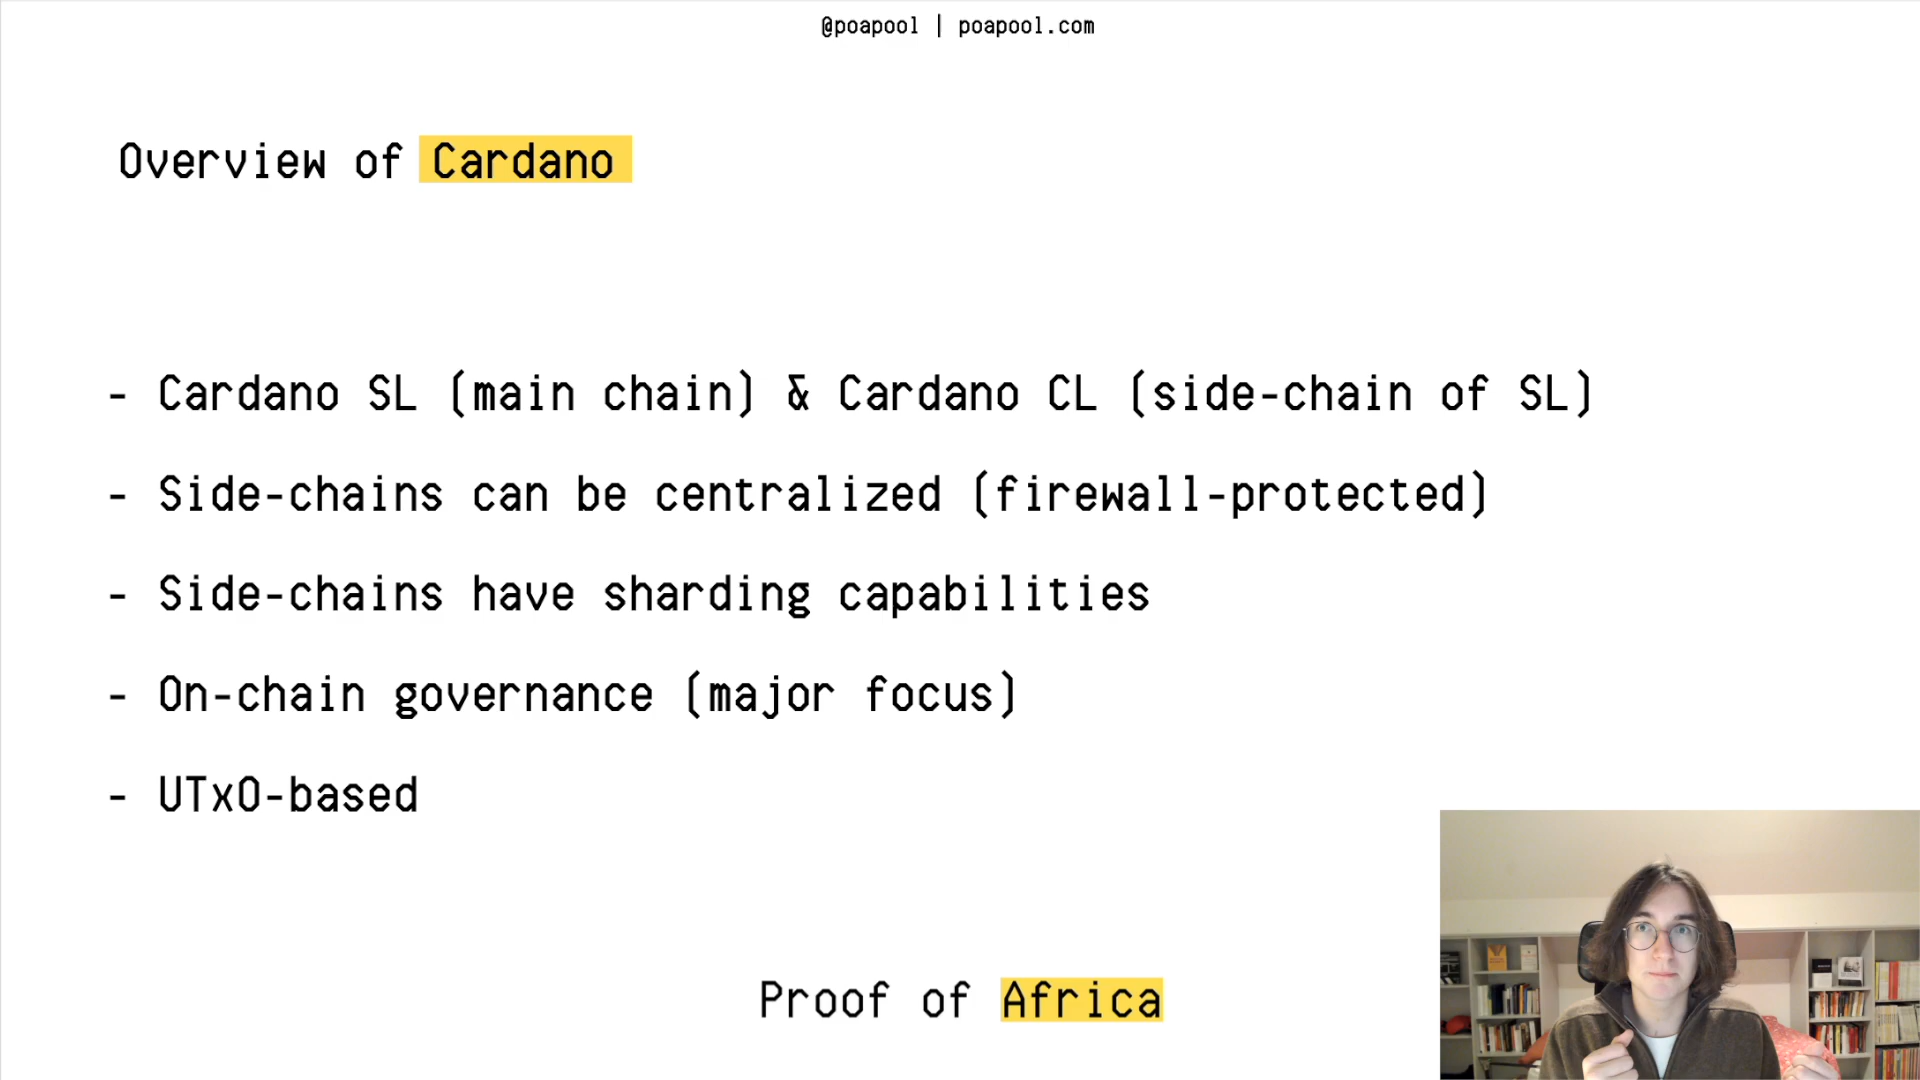 @poapool | poapool.com
Overview of Cardano
- Cardano SL (main chain) & Cardano CL (side-chain of SL)
- Side-chains can be centralized (firewall-protected)
- Side-chains have sharding capabilities
- On-chain governance (major focus)
- UTxO-based
Proof of Africa